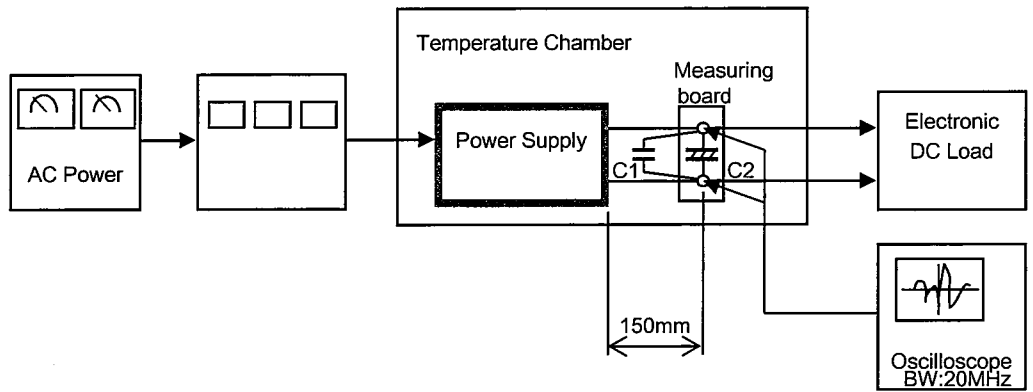 Temperature Chamber
Measuring
board
AC Power
Power Supply
C1
C2
Electronic
DC Load
150mm
Oscilloscope
BW:20MHz